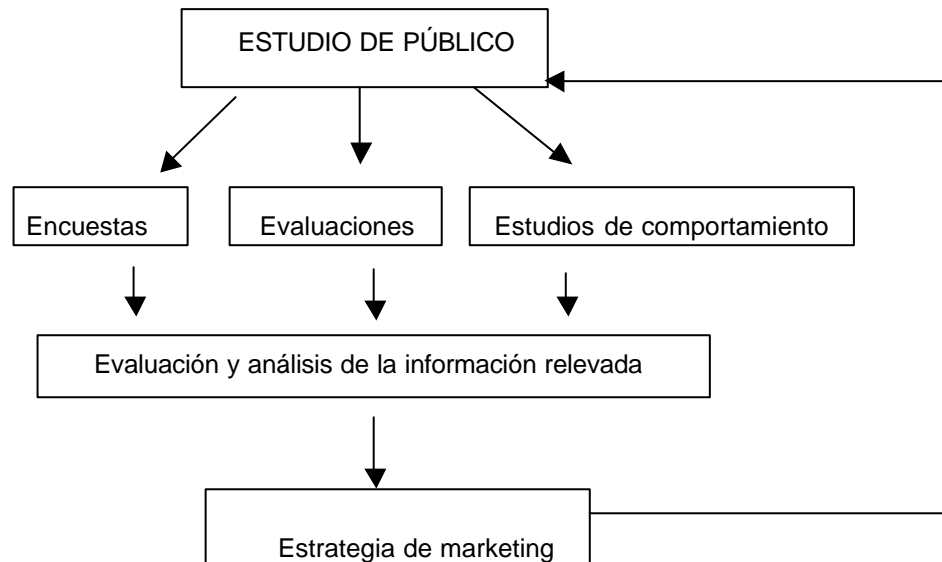 ESTUDIO DE PÚBLICO
Encuestas
Evaluaciones
Estudios de comportamiento
Evaluación y análisis de la información relevada
Estrategia de marketing